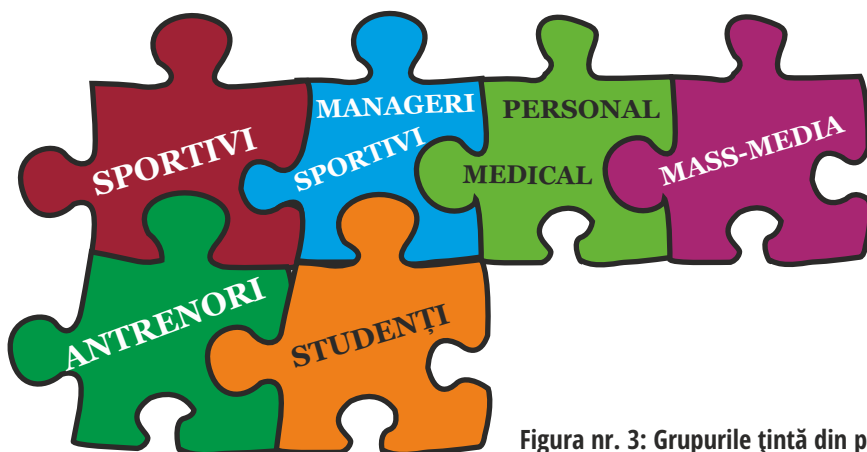 SPORTIVI
MANAGERI
SPORTIVI
PERSONAL
MEDICAL
MASS-MEDIA
ANTRENORI
STUDENȚI
Figura nr. 3: Grupurile țintă din p